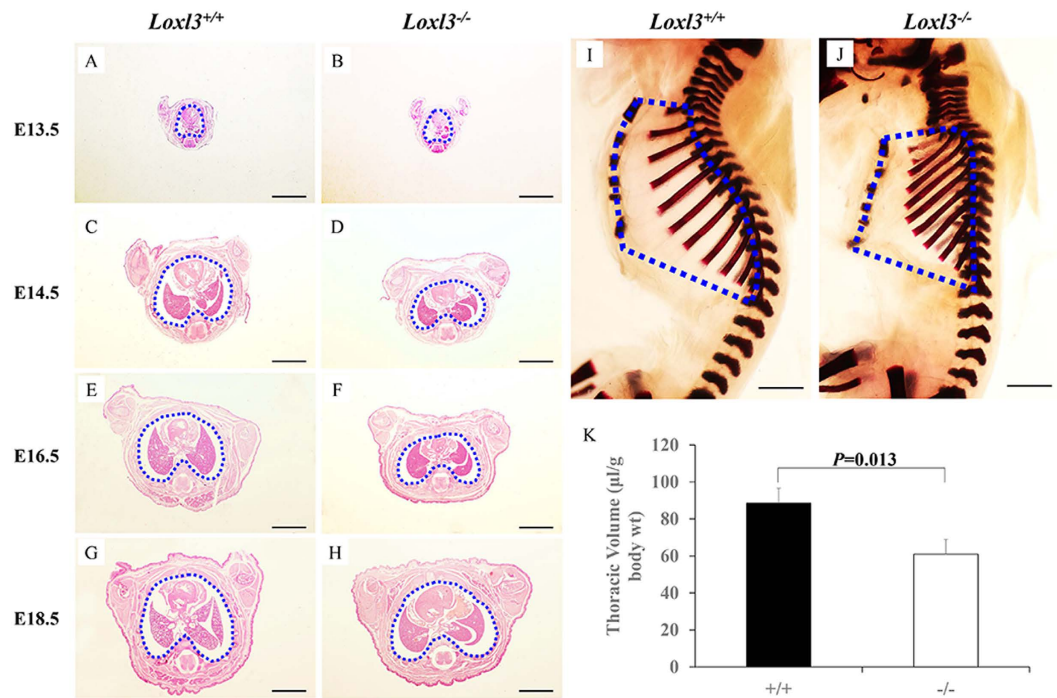 Loxl3+/+ Loxl3-/- Loxl3+/+ Loxl3-/-
A B I J
E13.5
C D
E14.5
E F
E16.5
G H
E18.5
K
P=0.013
Thoracic Volume (μl/g
body wt)
120
100
80
60
40
20
0
+/+ -/-